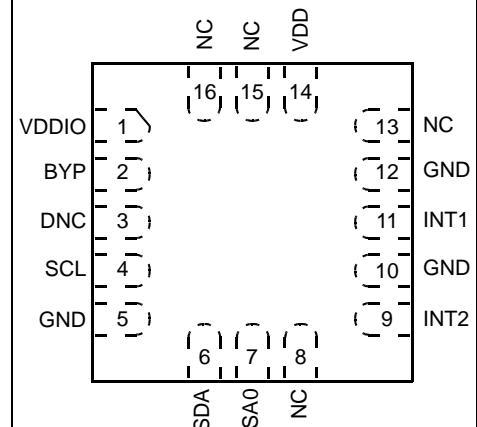 NC NC VDD
16 15 14
VDDIO 1 13 NC
BYP 2 12 GND
DNC 3 11 INT1
SCL 4 10 GND
GND 5 9 INT2
6 7 8
SDA SA0 NC